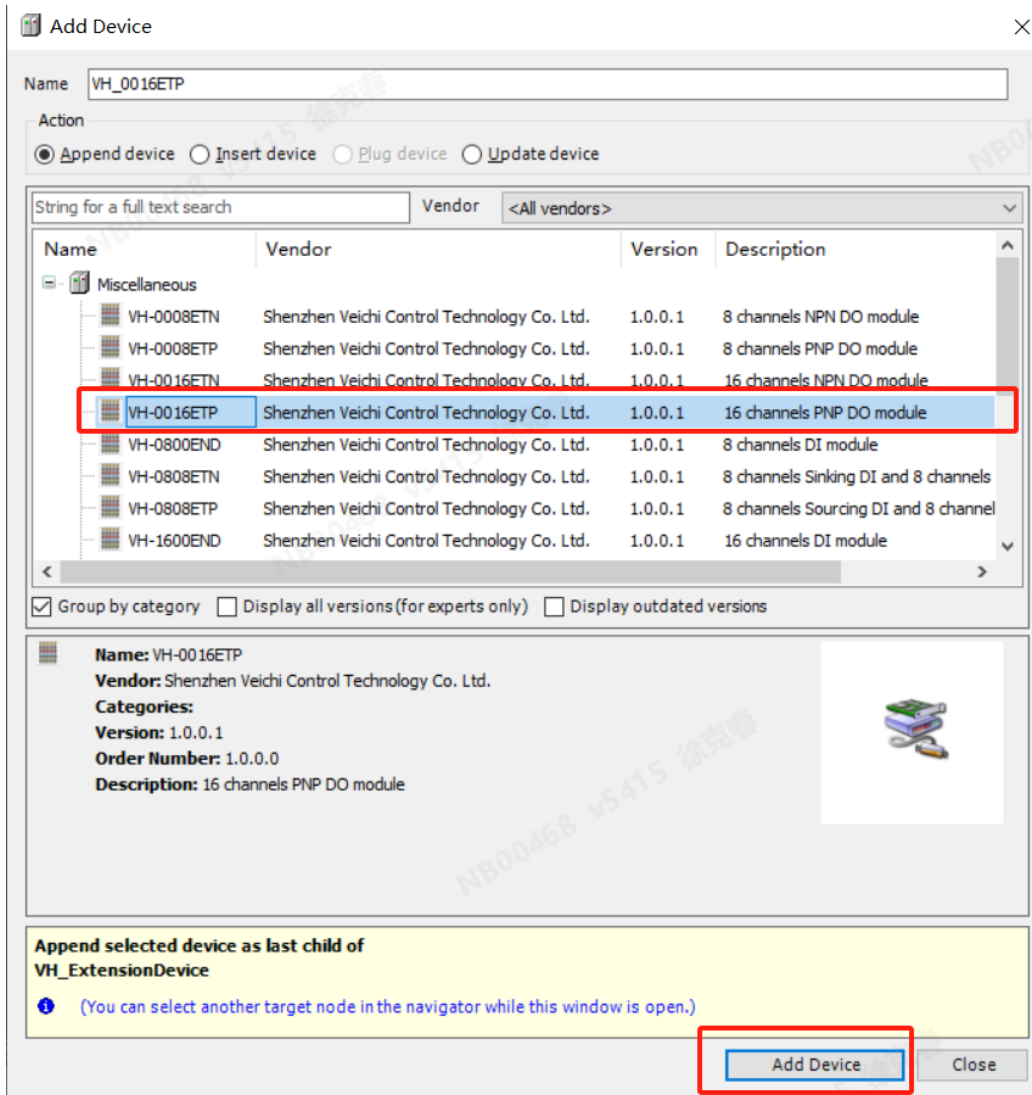 Add Device
Name VH_0016ETP
Action
Append device Insert device Plug device Update device
String for a full text search Vendor <All vendors>
Name Vendor Version Description
Miscellaneous
VH-0008ETN Shenzhen Veichi Control Technology Co. Ltd. 1.0.0.1 8 channels NPN DO module
VH-0008ETP Shenzhen Veichi Control Technology Co. Ltd. 1.0.0.1 8 channels PNP DO module
VH-0016ETN Shenzhen Veichi Control Technology Co. Ltd. 1.0.0.1 16 channels NPN DO module
VH-0016ETP Shenzhen Veichi Control Technology Co. Ltd. 1.0.0.1 16 channels PNP DO module
VH-0800END Shenzhen Veichi Control Technology Co. Ltd. 1.0.0.1 8 channels DI module
VH-0808ETN Shenzhen Veichi Control Technology Co. Ltd. 1.0.0.1 8 channels Sinking DI and 8 channels
VH-0808ETP Shenzhen Veichi Control Technology Co. Ltd. 1.0.0.1 8 channels Sourcing DI and 8 channel
VH-1600END Shenzhen Veichi Control Technology Co. Ltd. 1.0.0.1 16 channels DI module
Group by category Display all versions(for experts only) Display outdated versions
Name: VH-0016ETP
Vendor: Shenzhen Veichi Control Technology Co. Ltd.
Categories:
Version: 1.0.0.1
Order Number: 1.0.0.0
Description: 16 channels PNP DO module
NB00468 v5415 徐克春
Append selected device as last child of
VH_ExtensionDevice
(You can select another target node in the navigator while this window is open.)
Add Device Close